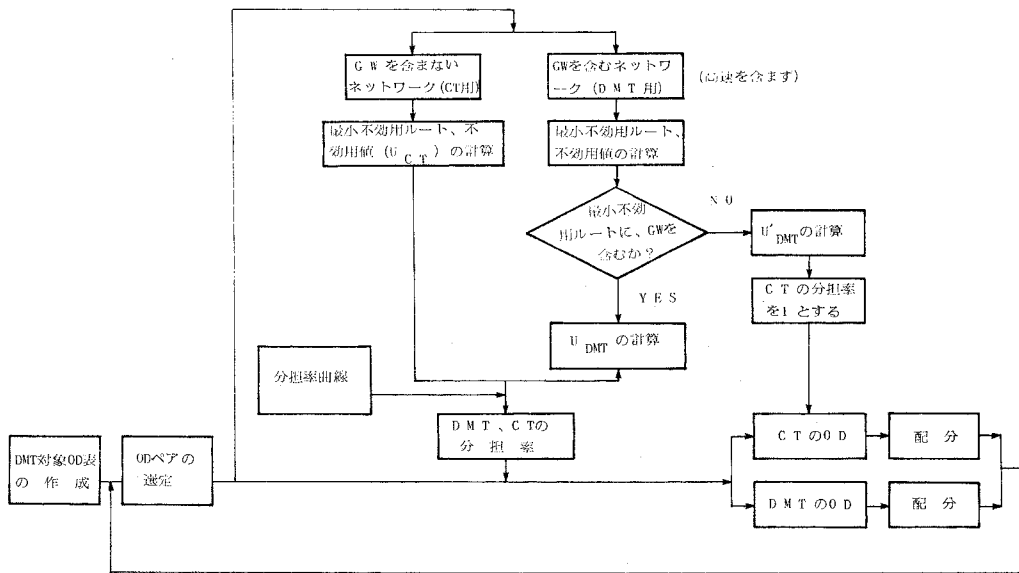 GWを含まない
ネットワーク(CT用)
GWを含むネットワ
ーク(DMT用)
(高速を含ます)
最小不効用ルート、不
効用値(U CT)の計算
最小不効用ルート、
不効用値の計算
最小不効
用ルートに、GWを
含むか?
NO
U'DMTの計算
CTの分担率
を1とする
YES
U DMTの計算
分担率曲線
DMT、CTの
分担率
DMT対象OD表
の作成
ODペアの
選定
CTのOD
配分
DMTのOD
配分